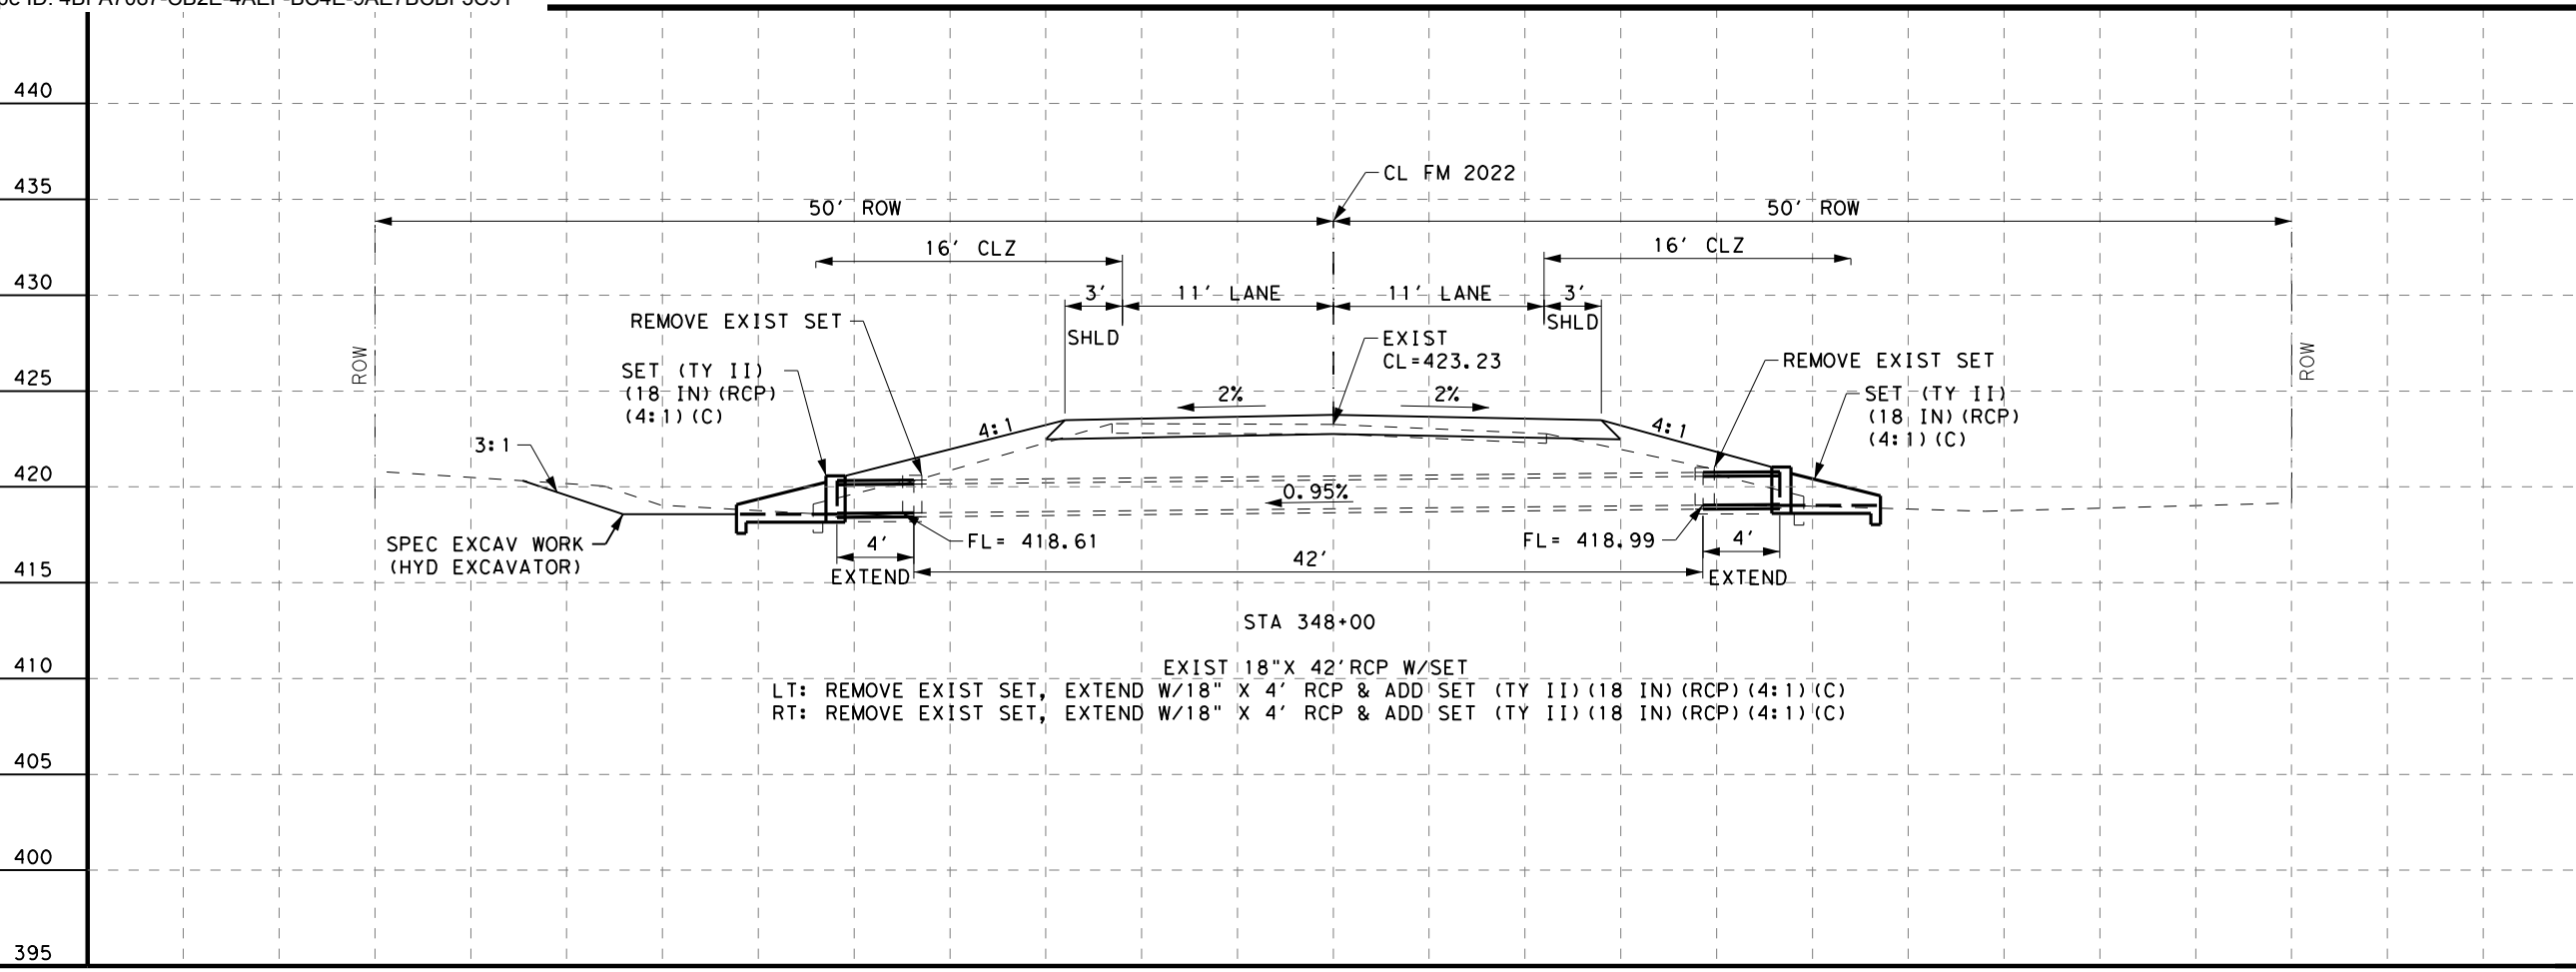 440
435
430
425
420
415
410
405
400
395
CL FM 2022
50' ROW
50' ROW
16' CLZ
16' CLZ
3'
11' LANE
11' LANE
3'
SHLD
SHLD
REMOVE EXIST SET
EXIST
CL=423.23
REMOVE EXIST SET
ROW
ROW
SET (TY II)
(18 IN)(RCP)
(4:1)(C)
SET (TY II)
(18 IN)(RCP)
(4:1)(C)
2%
2%
4:1
4:1
3:1
0.95%
SPEC EXCAV WORK
(HYD EXCAVATOR)
FL= 418.61
FL= 418.99
4'
EXTEND
42'
4'
EXTEND
STA 348+00
EXIST 18"X 42'RCP W/SET
LT: REMOVE EXIST SET, EXTEND W/18" X 4' RCP & ADD SET (TY II)(18 IN)(RCP)(4:1)(C)
RT: REMOVE EXIST SET, EXTEND W/18" X 4' RCP & ADD SET (TY II)(18 IN)(RCP)(4:1)(C)